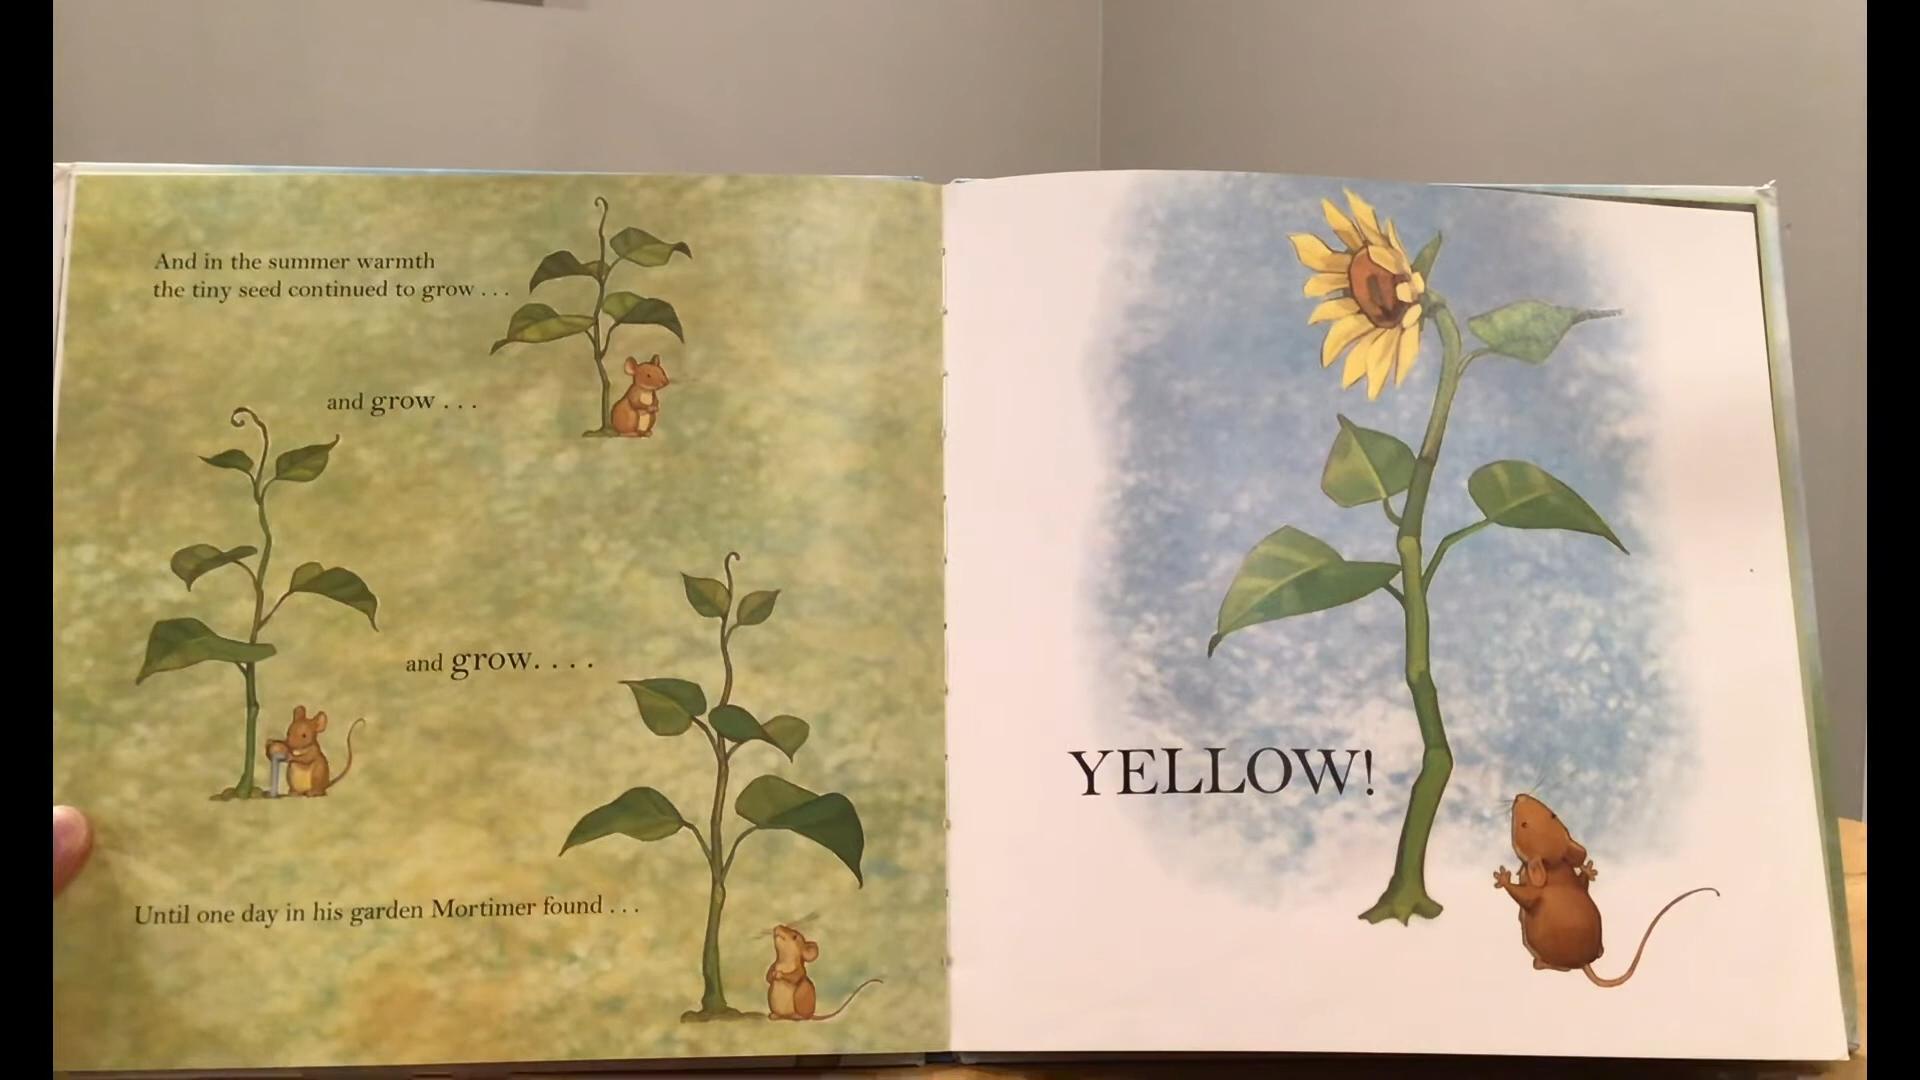 And in the summer warmth
the tiny seed continued to grow . . .
and grow . . .
and grow. . . .
Until one day in his garden Mortimer found . . .
YELLOW!